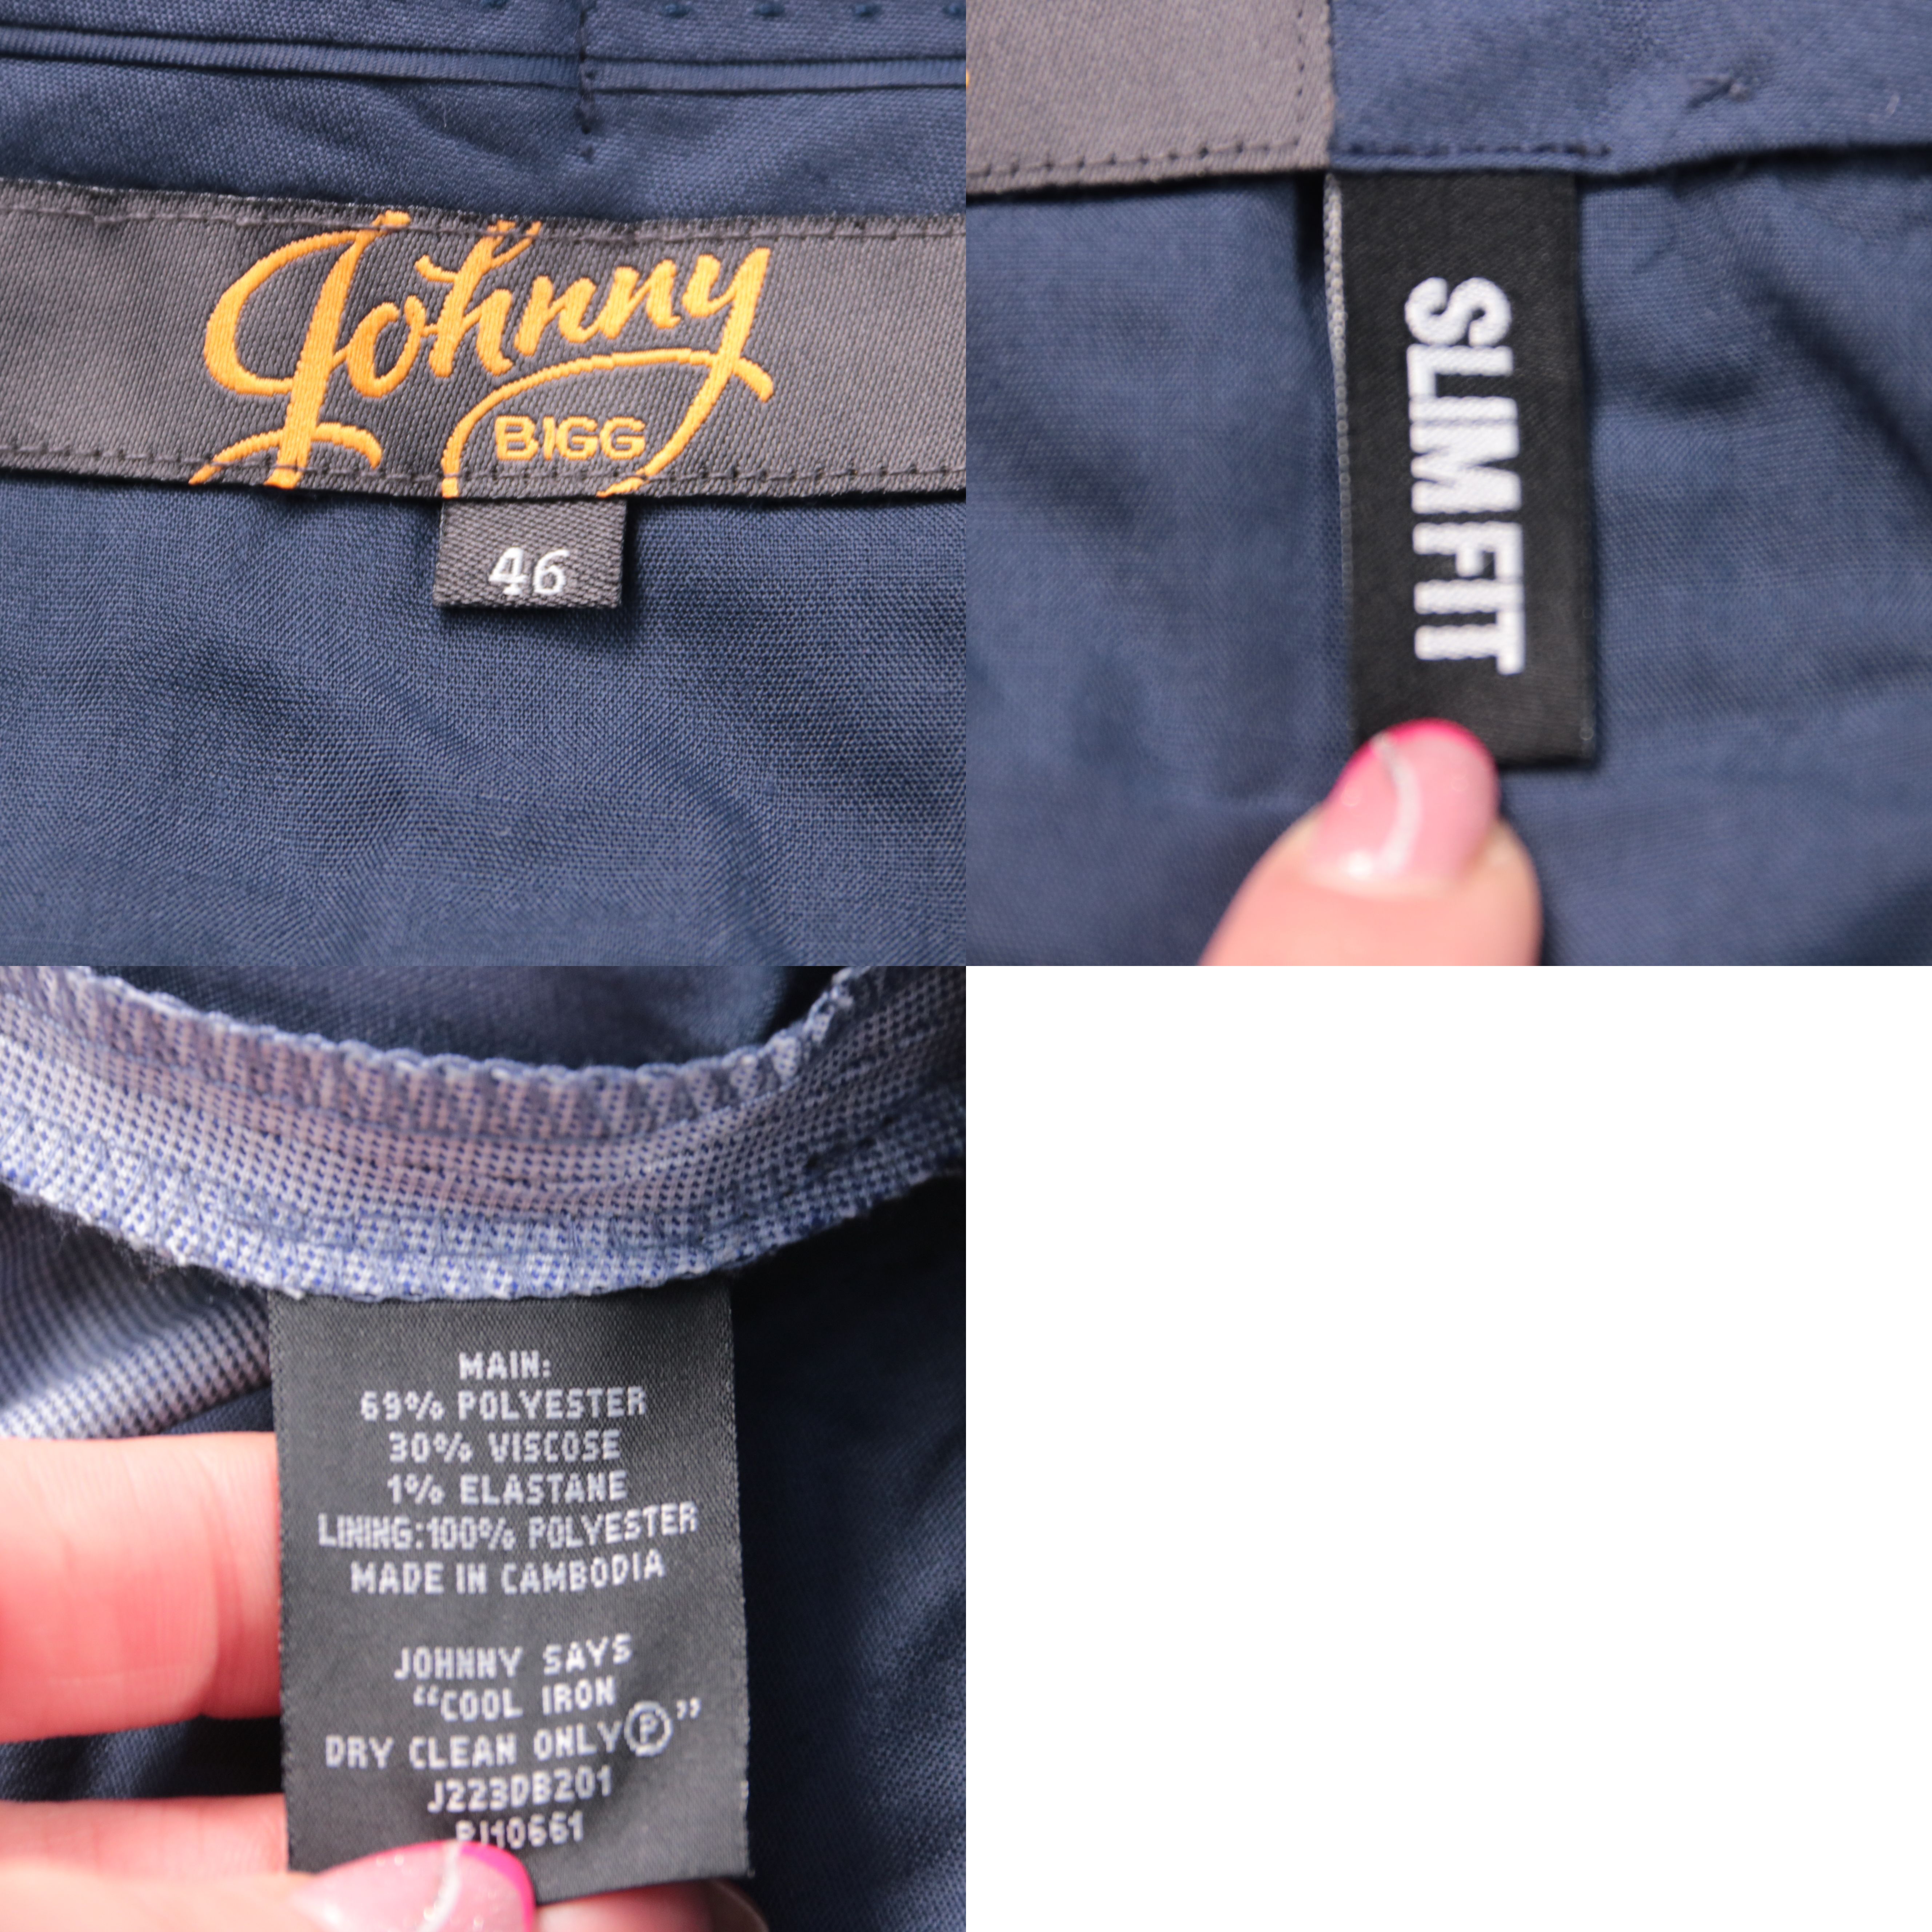 Johnny
BIGG
46
SLIM FIT
MAIN:
69% POLYESTER
30% VISCOSE
1% ELASTANE
LINING:100% POLYESTER
MADE IN CAMBODIA
JOHNNY SAYS
“COOL IRON
DRY CLEAN ONLY Ⓟ”
J223DB201